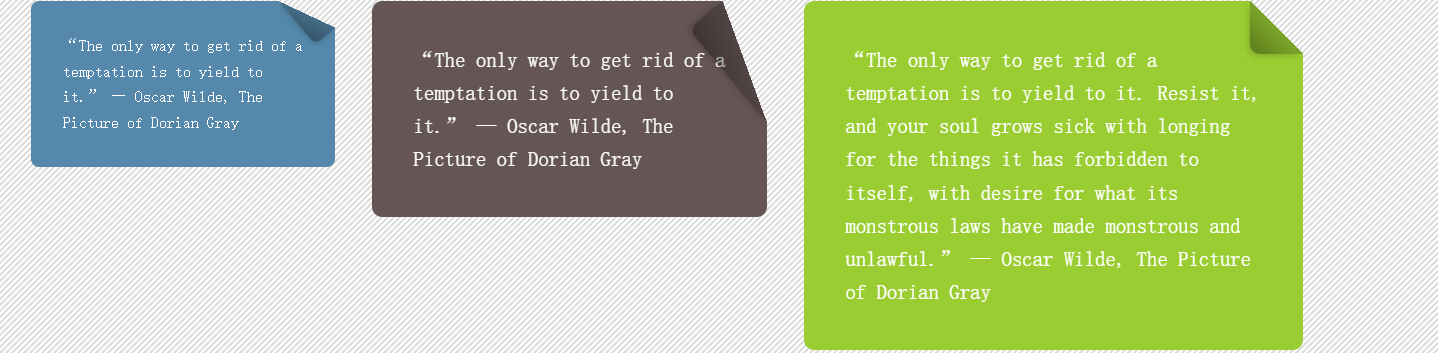 “The only way to get rid of a
temptation is to yield to
it.” — Oscar Wilde, The
Picture of Dorian Gray
“The only way to get rid of a
temptation is to yield to
it.” — Oscar Wilde, The
Picture of Dorian Gray
“The only way to get rid of a
temptation is to yield to it. Resist it,
and your soul grows sick with longing
for the things it has forbidden to
itself, with desire for what its
monstrous laws have made monstrous and
unlawful.” — Oscar Wilde, The Picture
of Dorian Gray